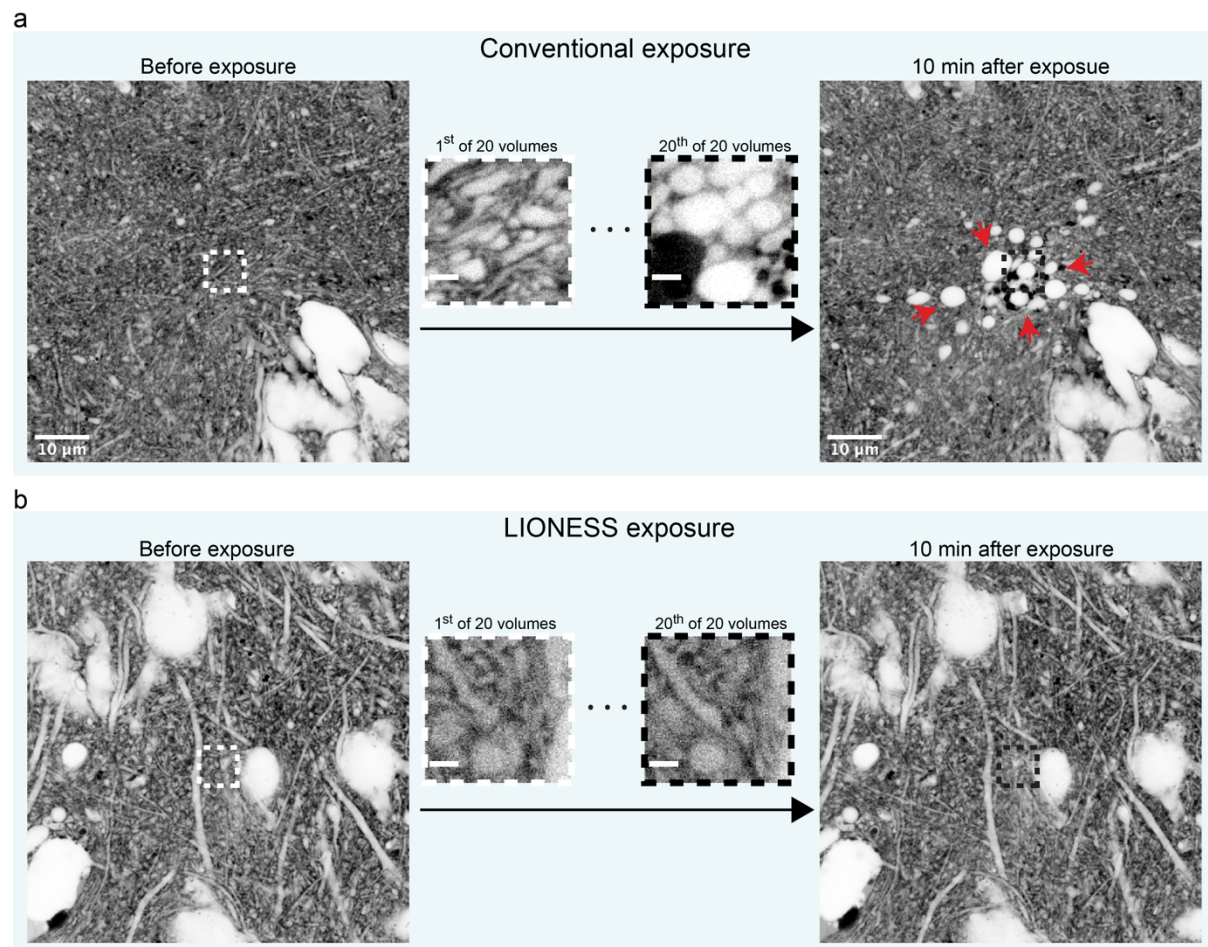 a
Conventional exposure
Before exposure
10 min after exposue
1st of 20 volumes
20th of 20 volumes
10 µm
10 µm
b
LIONESS exposure
Before exposure
10 min after exposure
1st of 20 volumes
20th of 20 volumes